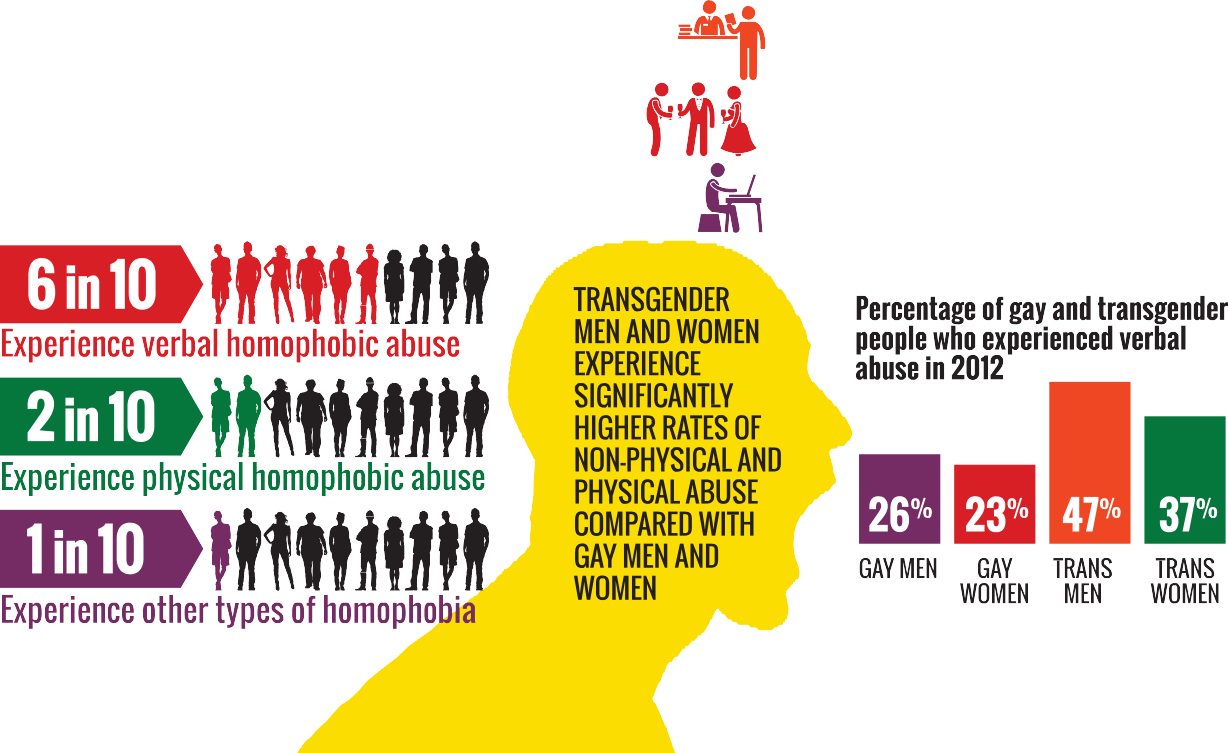 6 in 10
Experience verbal homophobic abuse
2 in 10
Experience physical homophobic abuse
1 in 10
Experience other types of homophobia
TRANSGENDER
MEN AND WOMEN
EXPERIENCE
SIGNIFICANTLY
HIGHER RATES OF
NON-PHYSICAL AND
PHYSICAL ABUSE
COMPARED WITH
GAY MEN AND
WOMEN
Percentage of gay and transgender
people who experienced verbal
abuse in 2012
26%
23%
47%
37%
GAY MEN
GAY
WOMEN
TRANS
MEN
TRANS
WOMEN